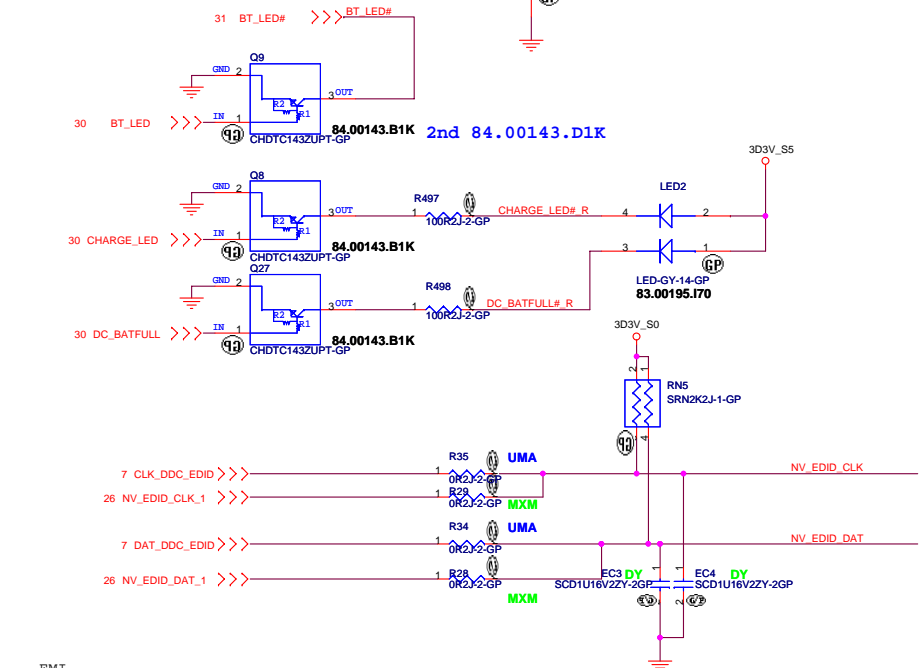 31 BT_LED#
BT_LED#
Q9
GND 2
R2
R1
3 OUT
IN 1
30 BT_LED
84.00143.B1K
2nd 84.00143.D1K
CHDTC143ZUPT-GP
3D3V_S5
Q8
GND 2
R2
R1
3 OUT
R497
1
100R2J-2-GP
CHARGE_LED#_R
LED2
4
2
IN 1
30 CHARGE_LED
84.00143.B1K
CHDTC143ZUPT-GP
3
1
GP
LED-GY-14-GP
83.00195.I70
Q27
GND 2
R2
R1
3 OUT
R498
1
100R2J-2-GP
DC_BATFULL#_R
IN 1
30 DC_BATFULL
84.00143.B1K
CHDTC143ZUPT-GP
3D3V_S0
2 1
RN5
SRN2K2J-1-GP
4
R35
UMA
7 CLK_DDC_EDID
1
0R2J-2-GP
NV_EDID_CLK
R29
26 NV_EDID_CLK_1
1
0R2J-2-GP
MXM
R34
UMA
7 DAT_DDC_EDID
1
0R2J-2-GP
NV_EDID_DAT
R28
26 NV_EDID_DAT_1
1
0R2J-2-GP
MXM
EC3 DY
1
SCD1U16V2ZY-2GP
2
EC4 DY
1
SCD1U16V2ZY-2GP
2